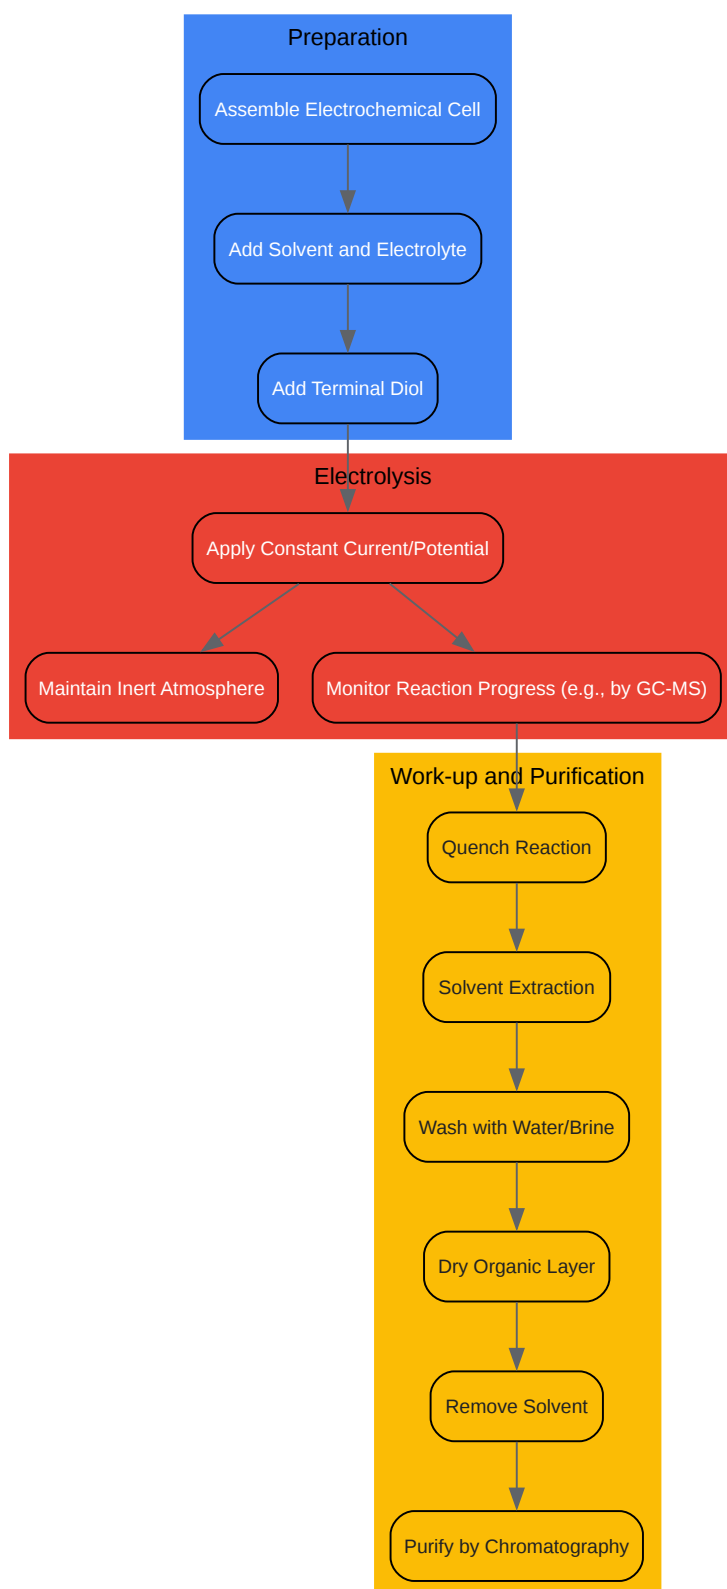 Preparation
Assemble Electrochemical Cell
Add Solvent and Electrolyte
Add Terminal Diol
Electrolysis
Apply Constant Current/Potential
Maintain Inert Atmosphere
Monitor Reaction Progress (e.g., by GC-MS)
Work-up and Purification
Quench Reaction
Solvent Extraction
Wash with Water/Brine
Dry Organic Layer
Remove Solvent
Purify by Chromatography